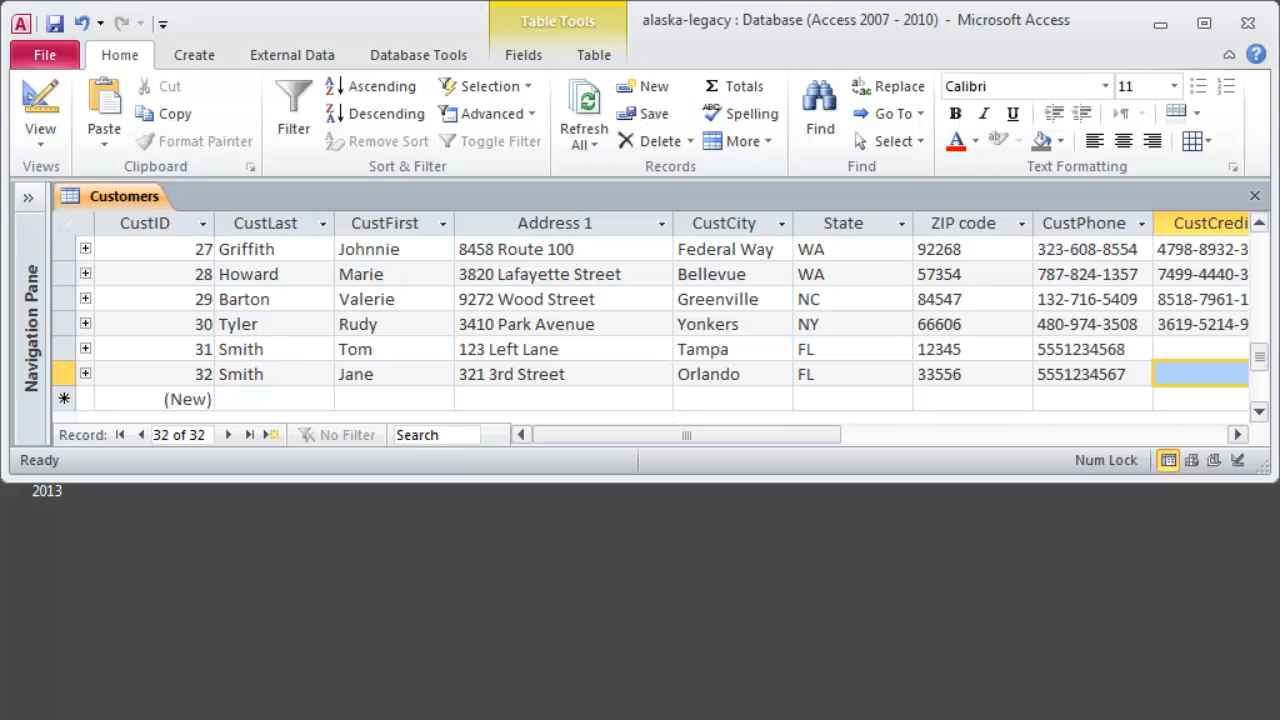 Table Tools
alaska-legacy : Database (Access 2007 - 2010) - Microsoft Access
File Home Create External Data Database Tools Fields Table
View Paste Cut Copy Format Painter
Filter Ascending Descending Remove Sort Selection Advanced Toggle Filter
Refresh All New Save Delete Totals Spelling More
Find Replace Go To Select
Calibri 11
B I U
Views Clipboard Sort & Filter Records Find Text Formatting
Customers
Navigation Pane
CustID CustLast CustFirst Address 1 CustCity State ZIP code CustPhone CustCredi
27 Griffith Johnnie 8458 Route 100 Federal Way WA 92268 323-608-8554 4798-8932-3
28 Howard Marie 3820 Lafayette Street Bellevue WA 57354 787-824-1357 7499-4440-3
29 Barton Valerie 9272 Wood Street Greenville NC 84547 132-716-5409 8518-7961-1
30 Tyler Rudy 3410 Park Avenue Yonkers NY 66606 480-974-3508 3619-5214-9
31 Smith Tom 123 Left Lane Tampa FL 12345 5551234568
32 Smith Jane 321 3rd Street Orlando FL 33556 5551234567
(New)
Record: 32 of 32 No Filter Search
Ready Num Lock
2013